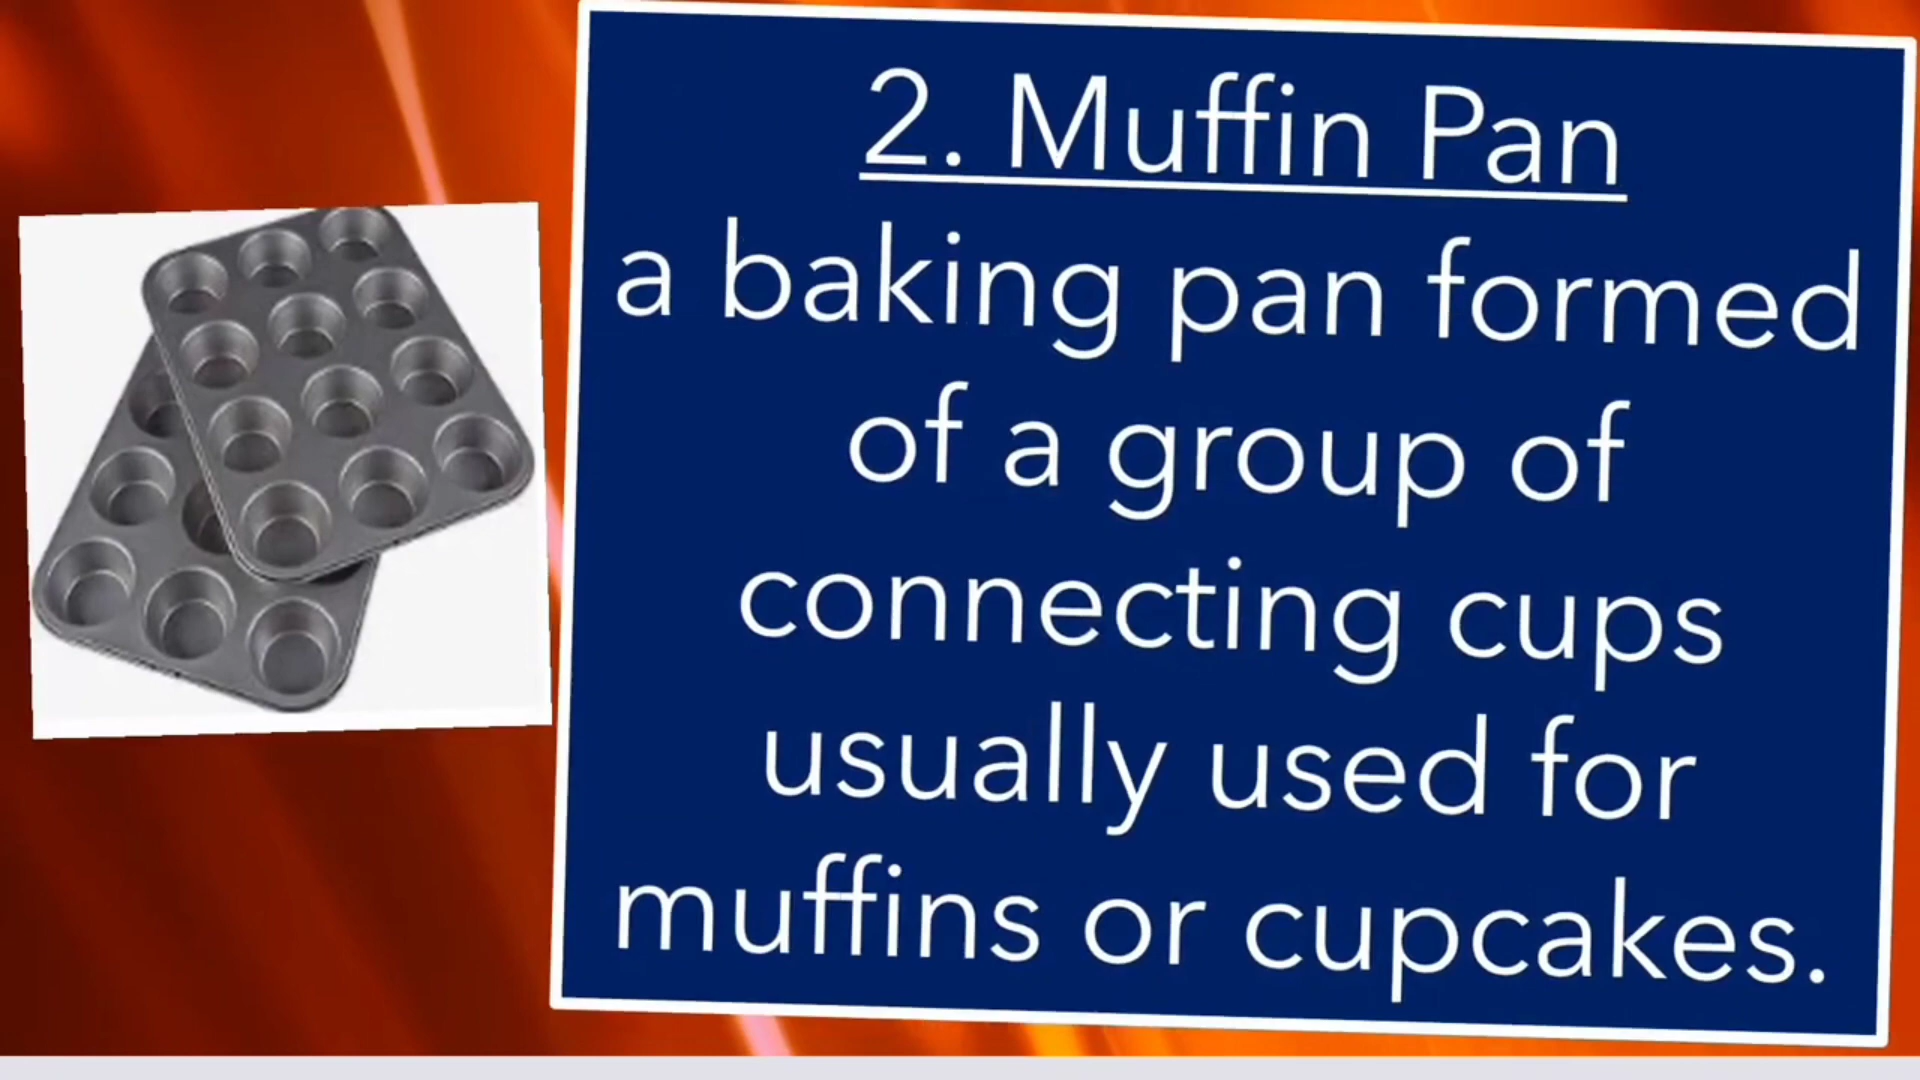 2. Muffin Pan
a baking pan formed
of a group of
connecting cups
usually used for
muffins or cupcakes.